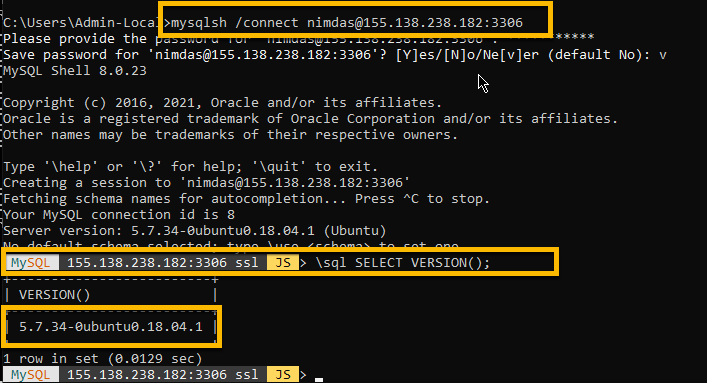 C:\Users\Admin-Local>mysqlsh /connect nimdas@155.138.238.182:3306
Please provide the password for 'nimdas@155.138.238.182:3306': *************
Save password for 'nimdas@155.138.238.182:3306'? [Y]es/[N]o/Ne[v]er (default No): v
MySQL Shell 8.0.23
Copyright (c) 2016, 2021, Oracle and/or its affiliates.
Oracle is a registered trademark of Oracle Corporation and/or its affiliates.
Other names may be trademarks of their respective owners.
Type '\help' or '\?' for help; '\quit' to exit.
Creating a session to 'nimdas@155.138.238.182:3306'
Fetching schema names for autocompletion... Press ^C to stop.
Your MySQL connection id is 8
Server version: 5.7.34-0ubuntu0.18.04.1 (Ubuntu)
No default schema selected; type \use <schema> to set one.
MySQL 155.138.238.182:3306 ssl JS > \sql SELECT VERSION();
+-------------------------+
| VERSION() |
| 5.7.34-0ubuntu0.18.04.1 |
1 row in set (0.0129 sec)
MySQL 155.138.238.182:3306 ssl JS > _